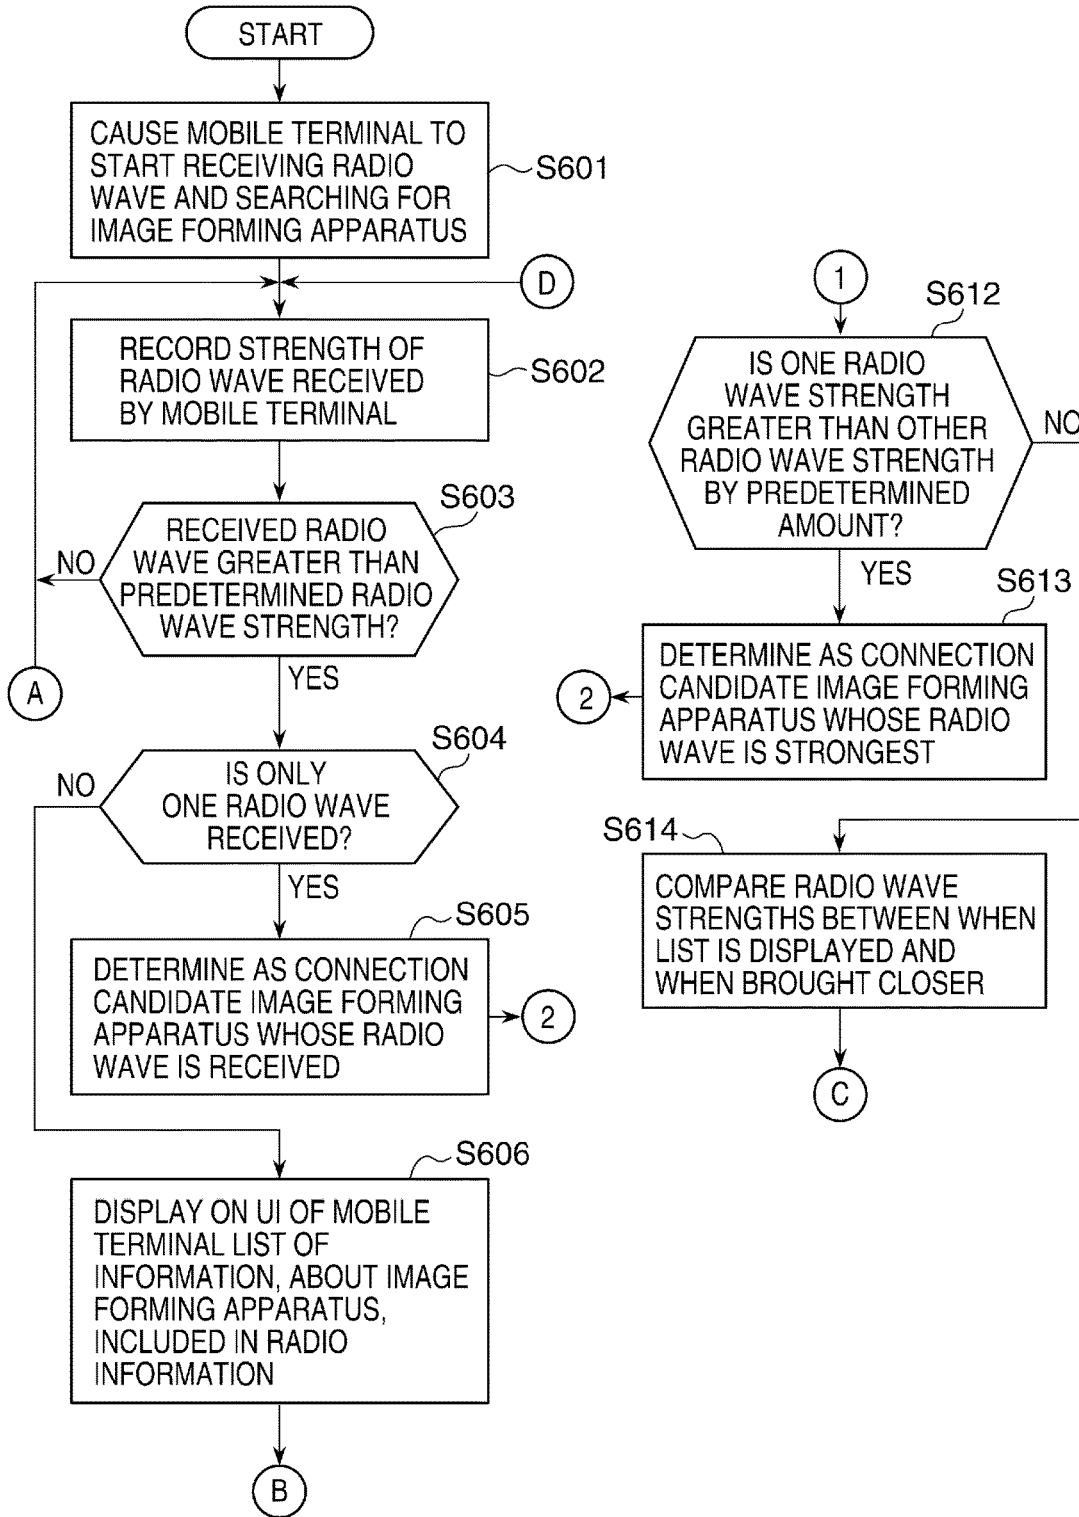 START
CAUSE MOBILE TERMINAL TO
START RECEIVING RADIO
WAVE AND SEARCHING FOR
IMAGE FORMING APPARATUS
S601
D
RECORD STRENGTH OF
RADIO WAVE RECEIVED
BY MOBILE TERMINAL
S602
S603
RECEIVED RADIO
WAVE GREATER THAN
PREDETERMINED RADIO
WAVE STRENGTH?
NO
A
YES
S604
IS ONLY
ONE RADIO WAVE
RECEIVED?
NO
YES
S605
DETERMINE AS CONNECTION
CANDIDATE IMAGE FORMING
APPARATUS WHOSE RADIO
WAVE IS RECEIVED
2
S606
DISPLAY ON UI OF MOBILE
TERMINAL LIST OF
INFORMATION, ABOUT IMAGE
FORMING APPARATUS,
INCLUDED IN RADIO
INFORMATION
B
1
S612
IS ONE RADIO
WAVE STRENGTH
GREATER THAN OTHER
RADIO WAVE STRENGTH
BY PREDETERMINED
AMOUNT?
NO
YES
S613
DETERMINE AS CONNECTION
CANDIDATE IMAGE FORMING
APPARATUS WHOSE RADIO
WAVE IS STRONGEST
2
S614
COMPARE RADIO WAVE
STRENGTHS BETWEEN WHEN
LIST IS DISPLAYED AND
WHEN BROUGHT CLOSER
C